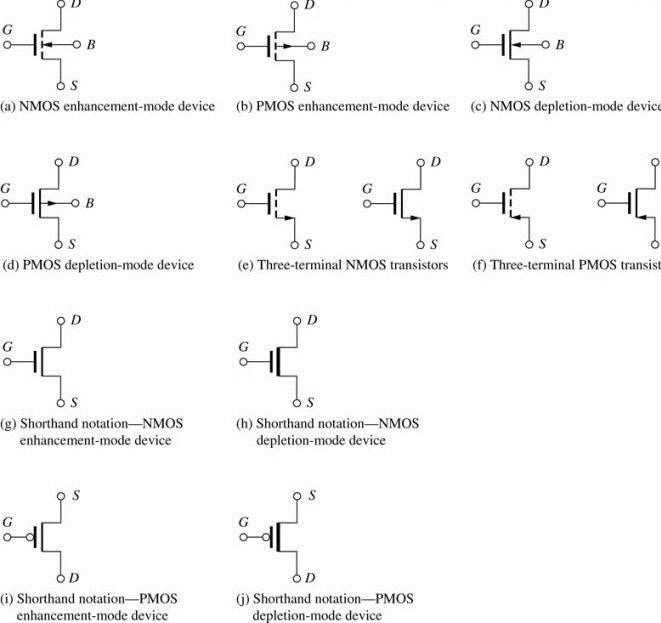 D
G
B
S
(a) NMOS enhancement-mode device
D
G
B
S
(b) PMOS enhancement-mode device
D
G
B
S
(c) NMOS depletion-mode device
D
G
B
S
(d) PMOS depletion-mode device
D
G
S
D
G
S
(e) Three-terminal NMOS transistors
D
G
S
G
(f) Three-terminal PMOS transist
D
G
S
(g) Shorthand notation—NMOS
enhancement-mode device
D
G
S
(h) Shorthand notation—NMOS
depletion-mode device
S
G
D
(i) Shorthand notation—PMOS
enhancement-mode device
S
G
D
(j) Shorthand notation—PMOS
depletion-mode device